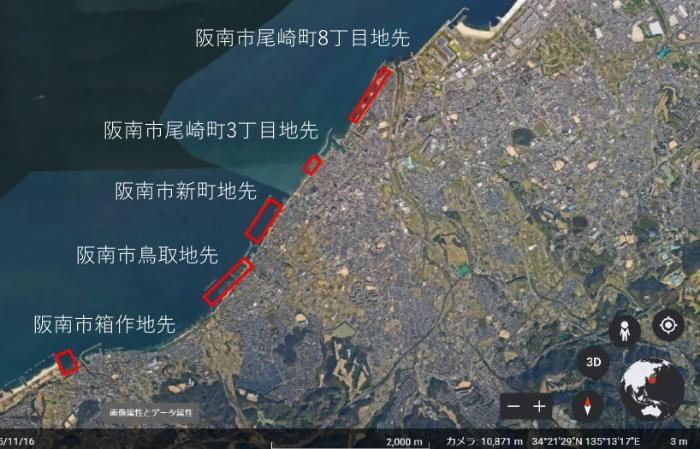 阪南市尾崎町8丁目地先
阪南市尾崎町3丁目地先
阪南市新町地先
阪南市鳥取地先
阪南市箱作地先
3D
画像属性とデータ属性
5/11/16
2,000 m
カメラ: 10,871 m
34°21'29"N 135°13'17"E
3 m